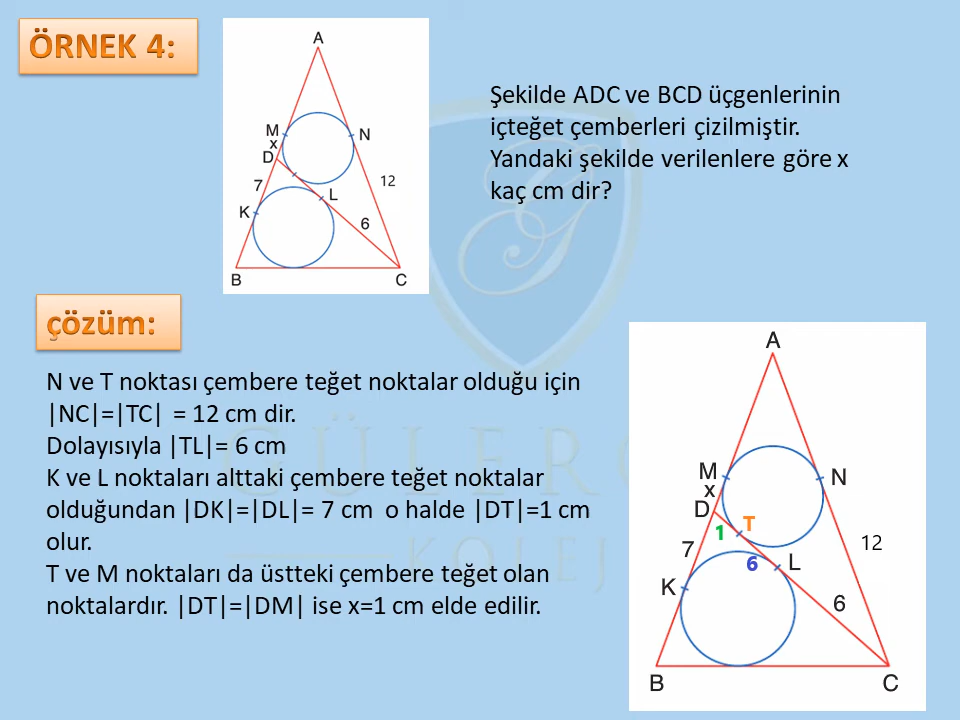 ÖRNEK 4:
A
M
x
D
N
7
12
L
K
6
B
C
Şekilde ADC ve BCD üçgenlerinin
içteğet çemberleri çizilmiştir.
Yandaki şekilde verilenlere göre x
kaç cm dir?
çözüm:
N ve T noktası çembere teğet noktalar olduğu için
|NC|=|TC| = 12 cm dir.
Dolayısıyla |TL|= 6 cm
K ve L noktaları alttaki çembere teğet noktalar
olduğundan |DK|=|DL|= 7 cm o halde |DT|=1 cm
olur.
T ve M noktaları da üstteki çembere teğet olan
noktalardır. |DT|=|DM| ise x=1 cm elde edilir.
A
M
x
D
N
T
1
7
12
6
L
K
6
B
C
G
GÜLER
KOLEJ